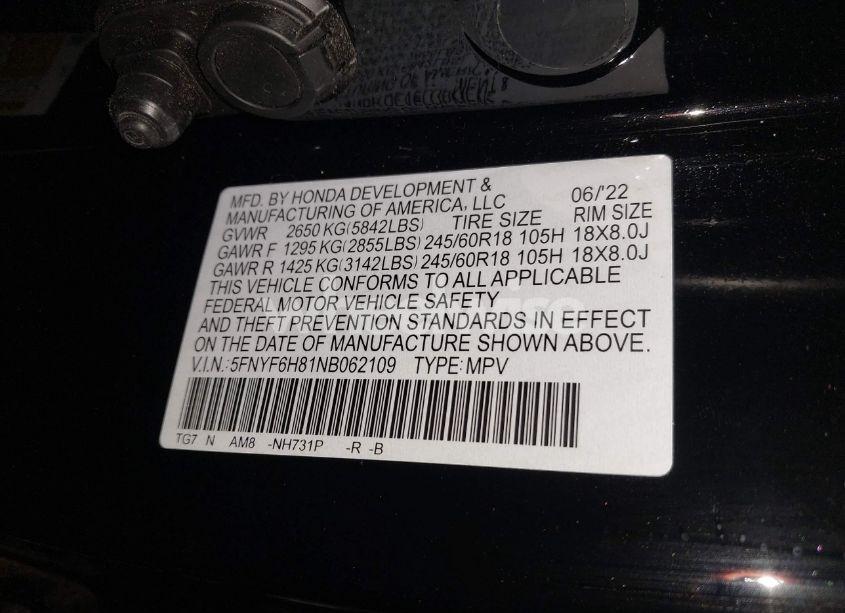 MFD. BY HONDA DEVELOPMENT & 06/'22
MANUFACTURING OF AMERICA, LLC
GVWR 2650 KG(5842LBS) TIRE SIZE RIM SIZE
GAWR F 1295 KG(2855LBS) 245/60R18 105H 18X8.0J
GAWR R 1425 KG(3142LBS) 245/60R18 105H 18X8.0J
THIS VEHICLE CONFORMS TO ALL APPLICABLE
FEDERAL MOTOR VEHICLE SAFETY
AND THEFT PREVENTION STANDARDS IN EFFECT
ON THE DATE OF MANUFACTURE SHOWN ABOVE.
V.I.N.: 5FNYF6H81NB062109 TYPE: MPV
TG7 N AM8 -NH731P -R -B